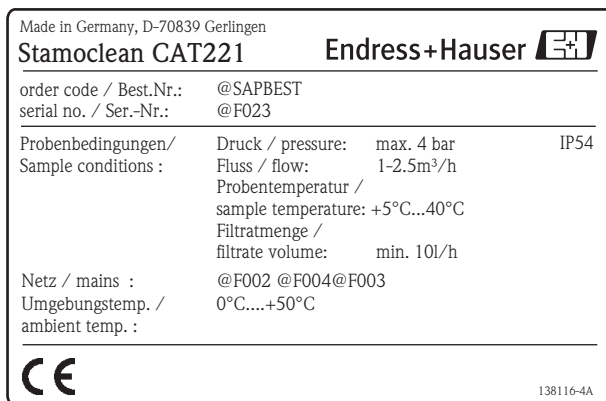 Made in Germany, D-70839 Gerlingen
Stamoclean CAT221
Endress+Hauser EH
order code / Best.Nr.: @SAPBEST
serial no. / Ser.-Nr.: @F023
Probenbedingungen/ Druck / pressure: max. 4 bar IP54
Sample conditions : Fluss / flow: 1-2.5m³/h
Probentemperatur /
sample temperature: +5°C...40°C
Filtratmenge /
filtrate volume: min. 10l/h
Netz / mains : @F002 @F004@F003
Umgebungstemp. / 0°C....+50°C
ambient temp. :
CE
138116-4A